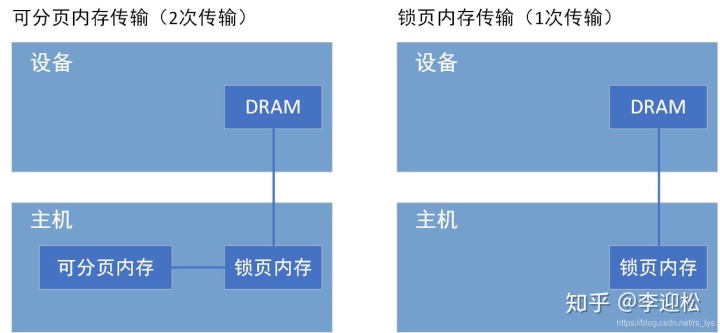 可分页内存传输（2次传输）
设备
DRAM
主机
可分页内存
锁页内存
锁页内存传输（1次传输）
设备
DRAM
主机
锁页内存
知乎 @李迎松
https://blog.csdn.net/rs_lys